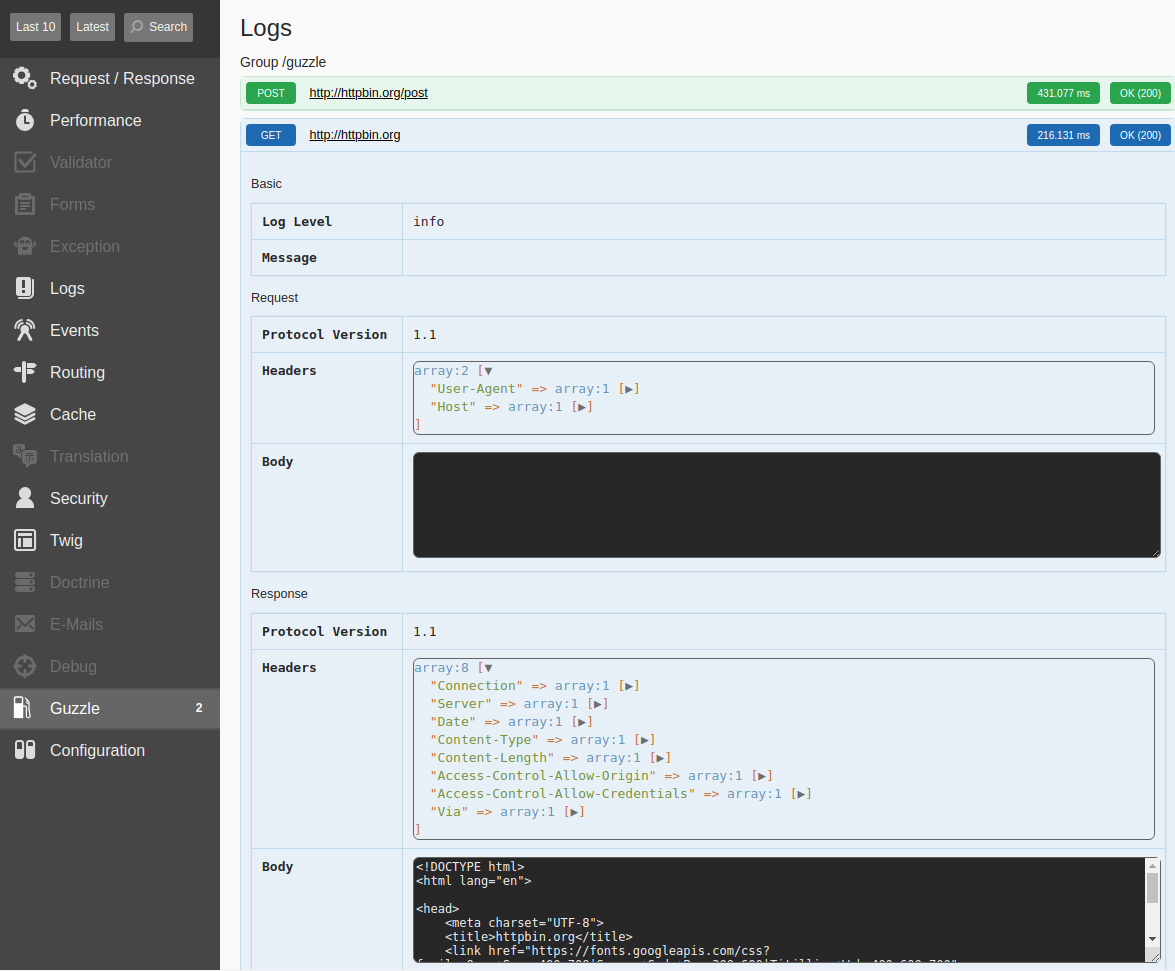 Last 10 Latest Search
Request / Response
Performance
Validator
Forms
Exception
Logs
Events
Routing
Cache
Translation
Security
Twig
Doctrine
E-Mails
Debug
Guzzle 2
Configuration
Logs
Group /guzzle
POST http://httpbin.org/post 431.077 ms OK (200)
GET http://httpbin.org 216.131 ms OK (200)
Basic
Log Level info
Message
Request
Protocol Version 1.1
Headers array:2 [▼
"User-Agent" => array:1 [▶]
"Host" => array:1 [▶]
]
Body
Response
Protocol Version 1.1
Headers array:8 [▼
"Connection" => array:1 [▶]
"Server" => array:1 [▶]
"Date" => array:1 [▶]
"Content-Type" => array:1 [▶]
"Content-Length" => array:1 [▶]
"Access-Control-Allow-Origin" => array:1 [▶]
"Access-Control-Allow-Credentials" => array:1 [▶]
"Via" => array:1 [▶]
]
Body <!DOCTYPE html>
<html lang="en">
<head>
<meta charset="UTF-8">
<title>httpbin.org</title>
<link href="https://fonts.googleapis.com/css?